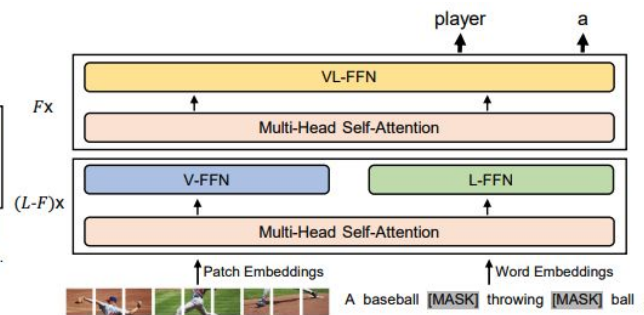 player a
VL-FFN
Fx
Multi-Head Self-Attention
V-FFN L-FFN
(L-F)x
Multi-Head Self-Attention
Patch Embeddings Word Embeddings
A baseball [MASK] throwing [MASK] ball